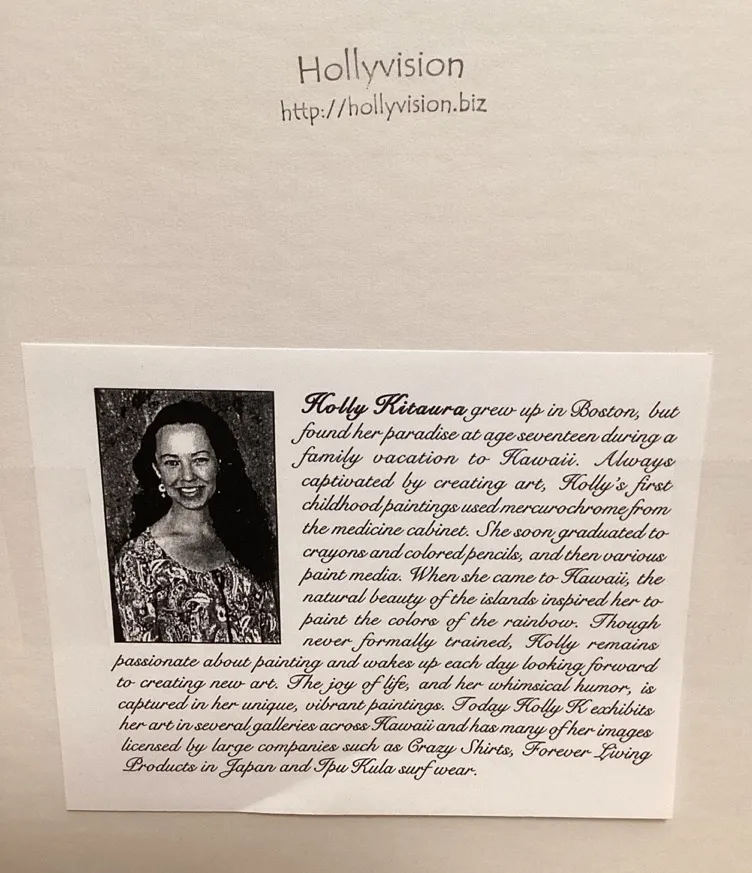 Hollyvision
http://hollyvision.biz
Holly Kitaura grew up in Boston, but
found her paradise at age seventeen during a
family vacation to Hawaii. Always
captivated by creating art, Holly's first
childhood paintings used mercurochrome from
the medicine cabinet. She soon graduated to
crayons and colored pencils, and then various
paint media. When she came to Hawaii, the
natural beauty of the islands inspired her to
paint the colors of the rainbow. Though
never formally trained, Holly remains
passionate about painting and wakes up each day looking forward
to creating new art. The joy of life, and her whimsical humor, is
captured in her unique, vibrant paintings. Today Holly K exhibits
her art in several galleries across Hawaii and has many of her images
licensed by large companies such as Crazy Shirts, Forever Living
Products in Japan and Ipu Kula surf wear.